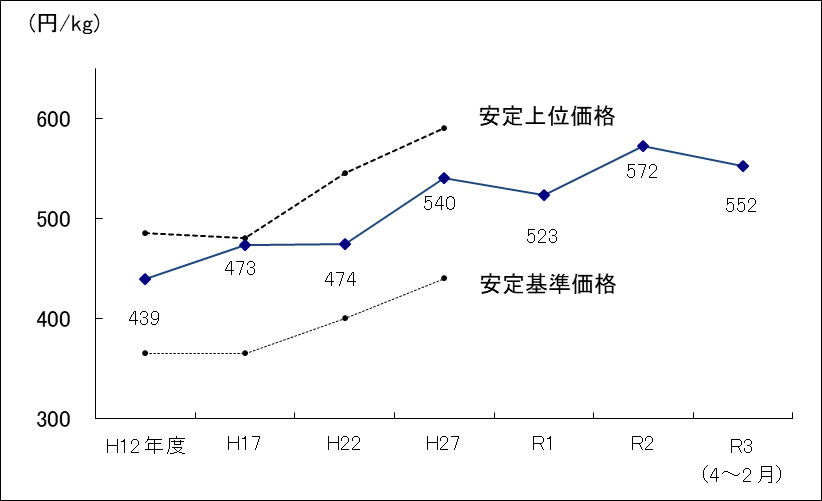 (円/kg)
600
500
400
300
安定上位価格
安定基準価格
439
473
474
540
523
572
552
H12年度
H17
H22
H27
R1
R2
R3
(4～2月)